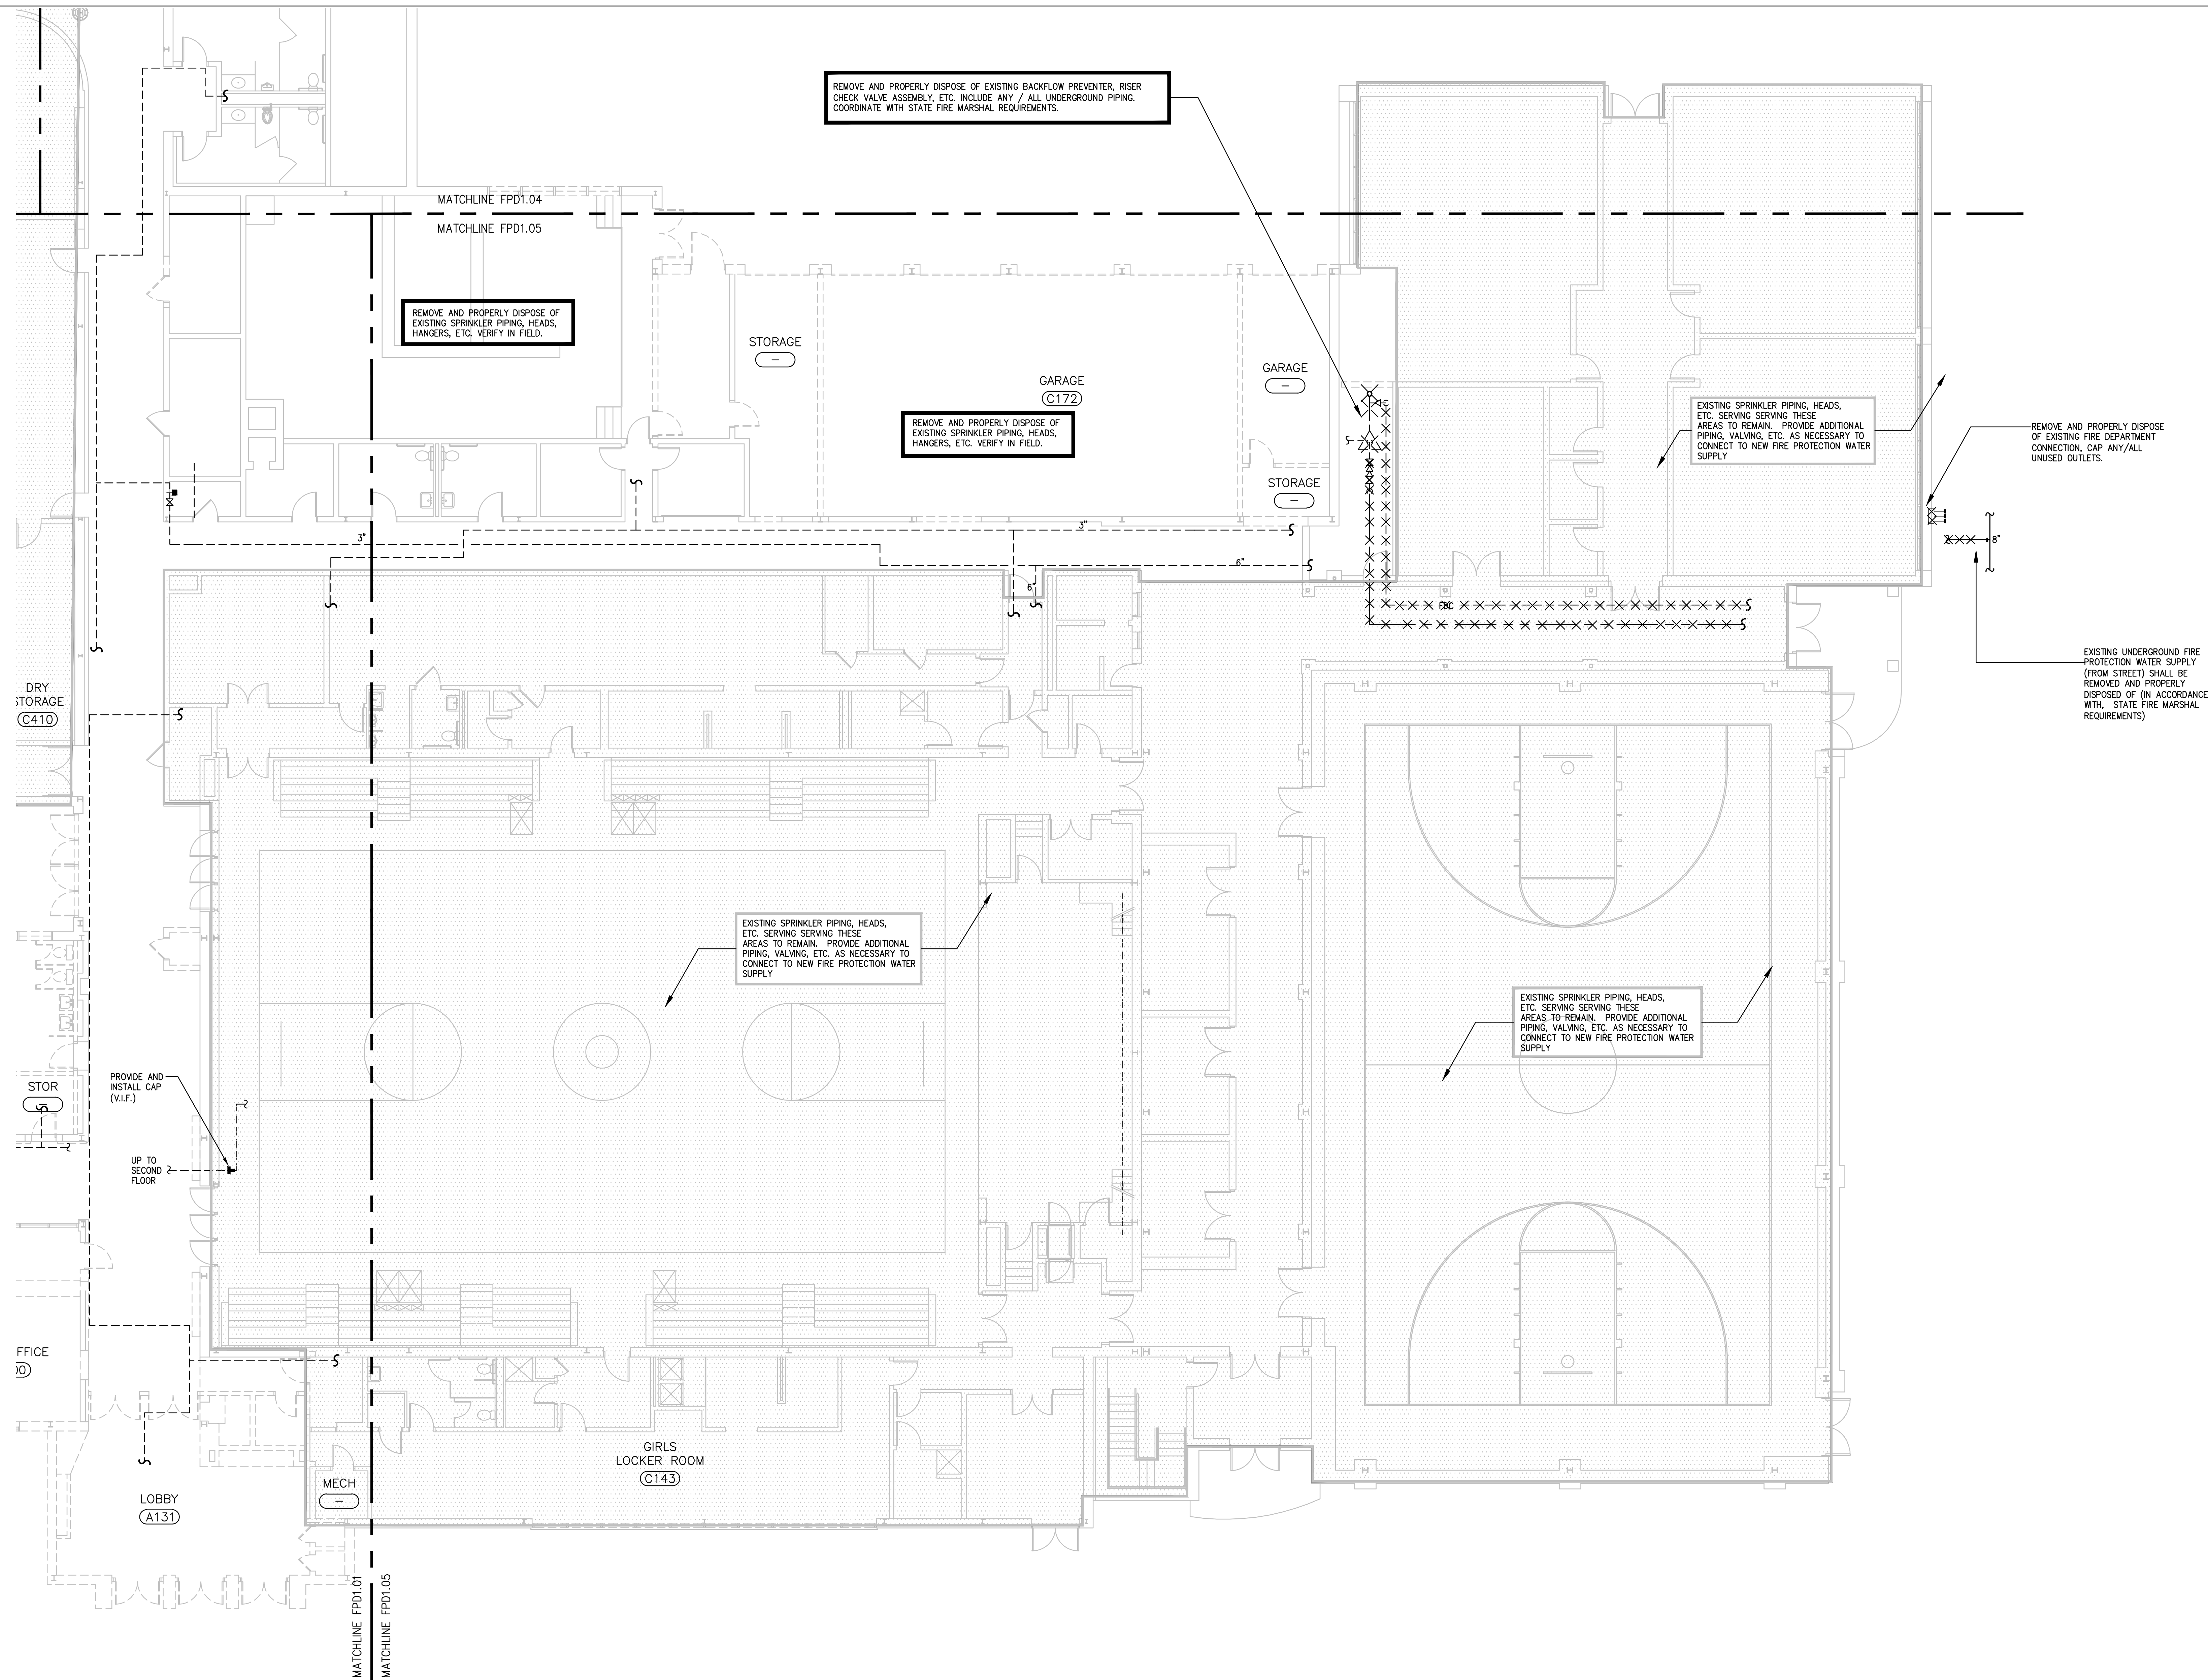 REMOVE AND PROPERLY DISPOSE OF EXISTING BACKFLOW PREVENTER, RISER
CHECK VALVE ASSEMBLY, ETC. INCLUDE ANY / ALL UNDERGROUND PIPING.
COORDINATE WITH STATE FIRE MARSHAL REQUIREMENTS.
MATCHLINE FPD1.04
MATCHLINE FPD1.05
REMOVE AND PROPERLY DISPOSE OF
EXISTING SPRINKLER PIPING, HEADS,
HANGERS, ETC. VERIFY IN FIELD.
STORAGE
-
GARAGE
C172
GARAGE
-
REMOVE AND PROPERLY DISPOSE OF
EXISTING SPRINKLER PIPING, HEADS,
HANGERS, ETC. VERIFY IN FIELD.
STORAGE
-
EXISTING SPRINKLER PIPING, HEADS,
ETC. SERVING SERVING THESE
AREAS TO REMAIN. PROVIDE ADDITIONAL
PIPING, VALVING, ETC. AS NECESSARY TO
CONNECT TO NEW FIRE PROTECTION WATER
SUPPLY
REMOVE AND PROPERLY DISPOSE
OF EXISTING FIRE DEPARTMENT
CONNECTION, CAP ANY/ALL
UNUSED OUTLETS.
3"
3"
6"
6"
8"
EXISTING UNDERGROUND FIRE
PROTECTION WATER SUPPLY
(FROM STREET) SHALL BE
REMOVED AND PROPERLY
DISPOSED OF (IN ACCORDANCE
WITH, STATE FIRE MARSHAL
REQUIREMENTS)
DRY
STORAGE
C410
EXISTING SPRINKLER PIPING, HEADS,
ETC. SERVING SERVING THESE
AREAS TO REMAIN. PROVIDE ADDITIONAL
PIPING, VALVING, ETC. AS NECESSARY TO
CONNECT TO NEW FIRE PROTECTION WATER
SUPPLY
EXISTING SPRINKLER PIPING, HEADS,
ETC. SERVING SERVING THESE
AREAS TO REMAIN. PROVIDE ADDITIONAL
PIPING, VALVING, ETC. AS NECESSARY TO
CONNECT TO NEW FIRE PROTECTION WATER
SUPPLY
STOR
-
PROVIDE AND
INSTALL CAP
(V.I.F.)
UP TO
SECOND
FLOOR
FFICE
00
GIRLS
LOCKER ROOM
C143
MECH
-
LOBBY
A131
MATCHLINE FPD1.01
MATCHLINE FPD1.05